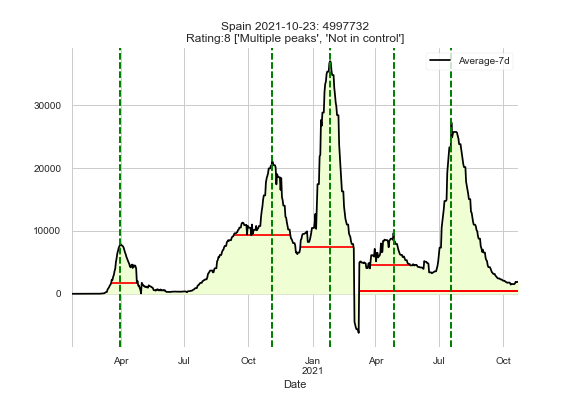 Spain 2021-10-23: 4997732
Rating:8 ['Multiple peaks', 'Not in control']
Average-7d
30000
20000
10000
0
Apr
Jul
Oct
Jan
2021
Apr
Jul
Oct
Date